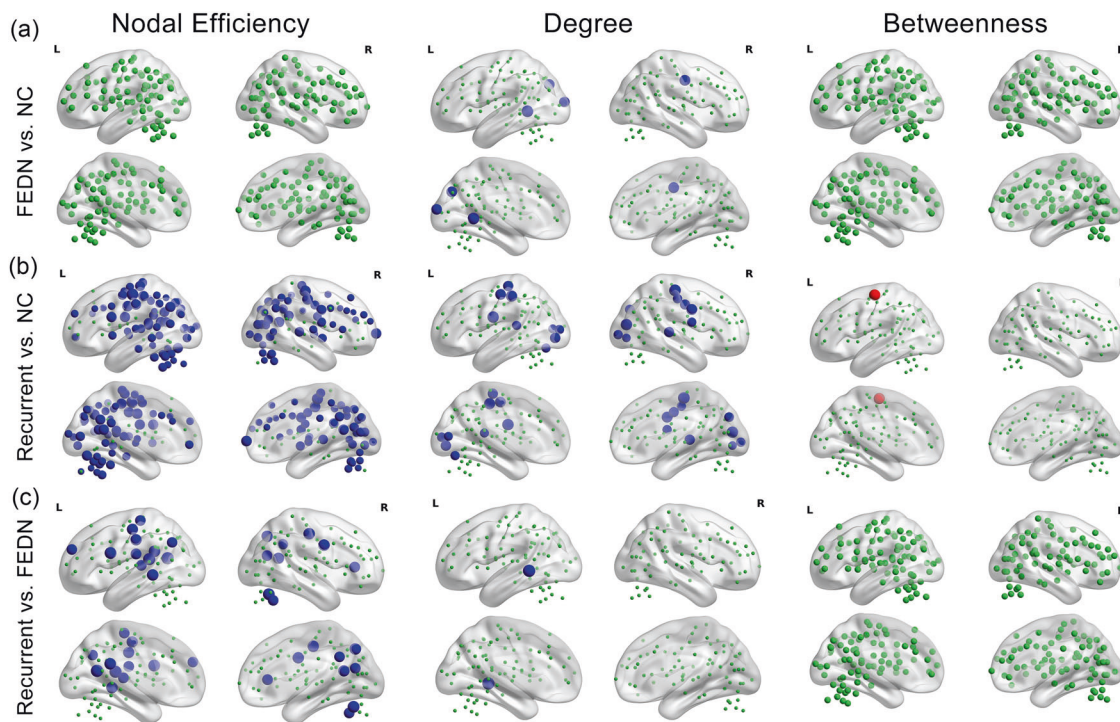 (a) Nodal Efficiency Degree Betweenness
L R L R L
FEDN vs. NC
(b)
L R L R L
Recurrent vs. NC
(c)
L R L R L
Recurrent vs. FEDN